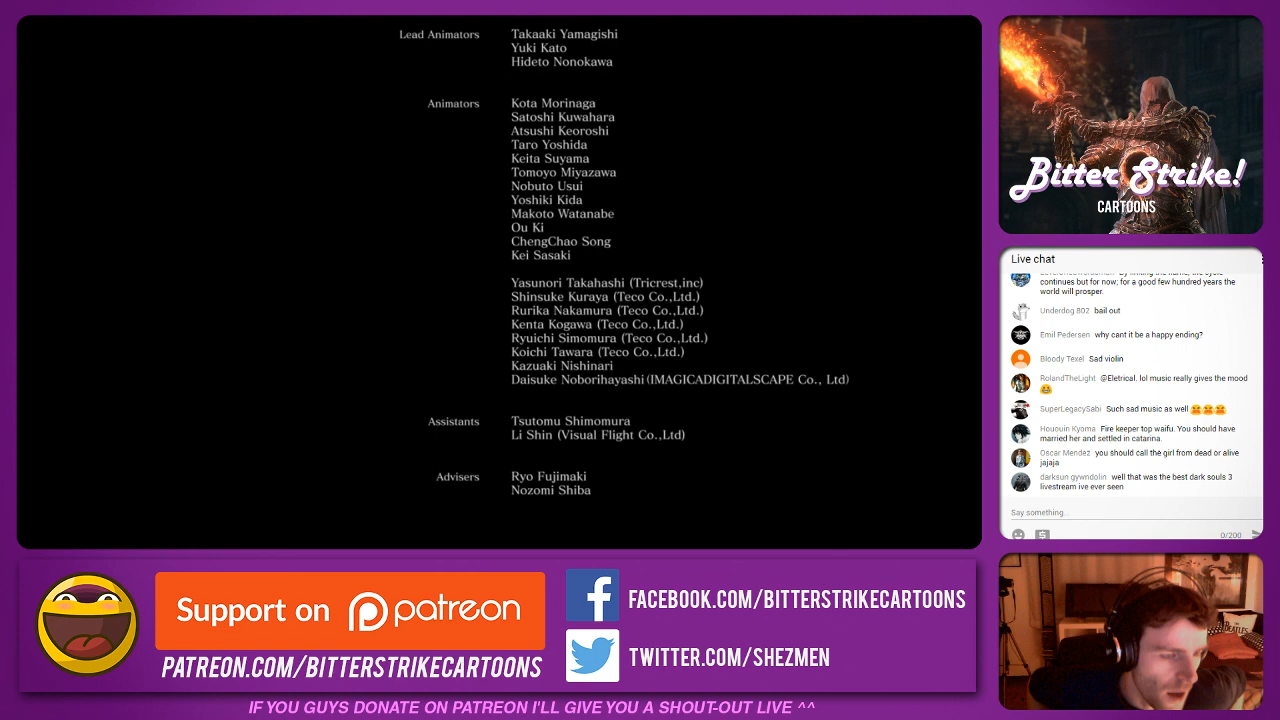 Lead Animators Takaaki Yamagishi
Yuki Kato
Hideto Nonokawa
Animators Kota Morinaga
Satoshi Kuwahara
Atsushi Keoroshi
Taro Yoshida
Keita Suyama
Tomoyo Miyazawa
Nobuto Usui
Yoshiki Kida
Makoto Watanabe
Ou Ki
ChengChao Song
Kei Sasaki
Yasunori Takahashi (Tricrest,inc)
Shinsuke Kuraya (Teco Co.,Ltd.)
Rurika Nakamura (Teco Co.,Ltd.)
Kenta Kogawa (Teco Co.,Ltd.)
Ryuichi Simomura (Teco Co.,Ltd.)
Koichi Tawara (Teco Co.,Ltd.)
Kazuaki Nishinari
Daisuke Noborihayashi(IMAGICADIGITALSCAPE Co., Ltd)
Assistants Tsutomu Shimomura
Li Shin (Visual Flight Co.,Ltd)
Advisers Ryo Fujimaki
Nozomi Shiba
Bitter Strike!
CARTOONS
Live chat
continues but for now; for a good few hundred years the
world will prosper.
Underdog 802 bail out
Emil Pedersen why cant it be a happy ending?
Bloody Texel Sad violin
RolandTheLight @Eletrical. lol music really gives the mood
SuperLegacySabi Such sad music as well
Hououin Kyoma Fire keeper top waifu. You should have
married her and settled in catarina.
Oscar Mendez you should call the girl from dead or alive
jajaja
darksun gywndolin well that was the best dark souls 3
livestream ive ever seen
Say something...
0/200
Support on patreon
PATREON.COM/BITTERSTRIKECARTOONS
FACEBOOK.COM/BITTERSTRIKECARTOONS
TWITTER.COM/SHEZMEN
THE BEATLES
IF YOU GUYS DONATE ON PATREON I'LL GIVE YOU A SHOUT-OUT LIVE ^^